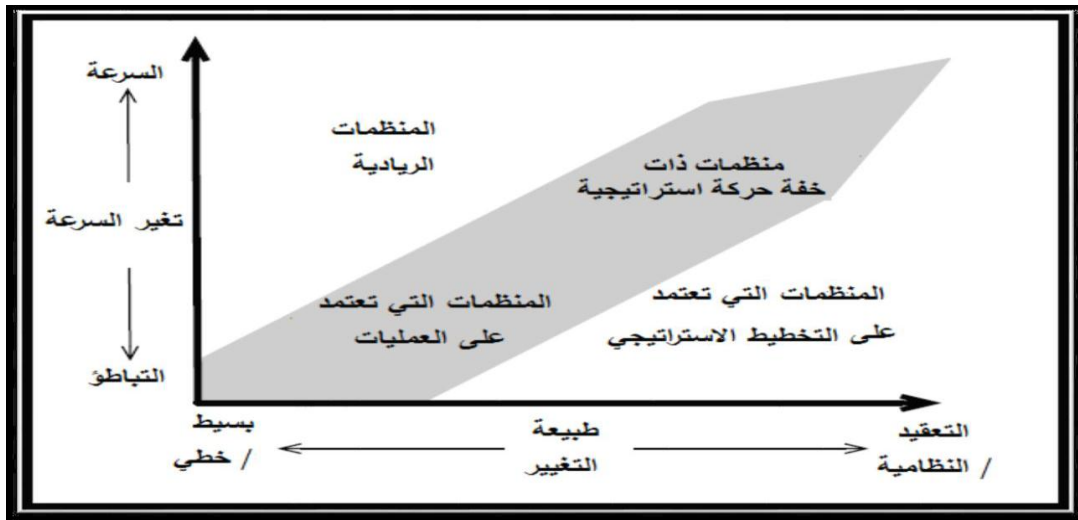 السرعة
تغير السرعة
التباطؤ
المنظمات
الريادية
منظمات ذات
خفة حركة استراتيجية
المنظمات التي تعتمد
على العمليات
المنظمات التي تعتمد
على التخطيط الاستراتيجي
بسيط
/ خطي
طبيعة
التغيير
التعقيد
/ النظامية